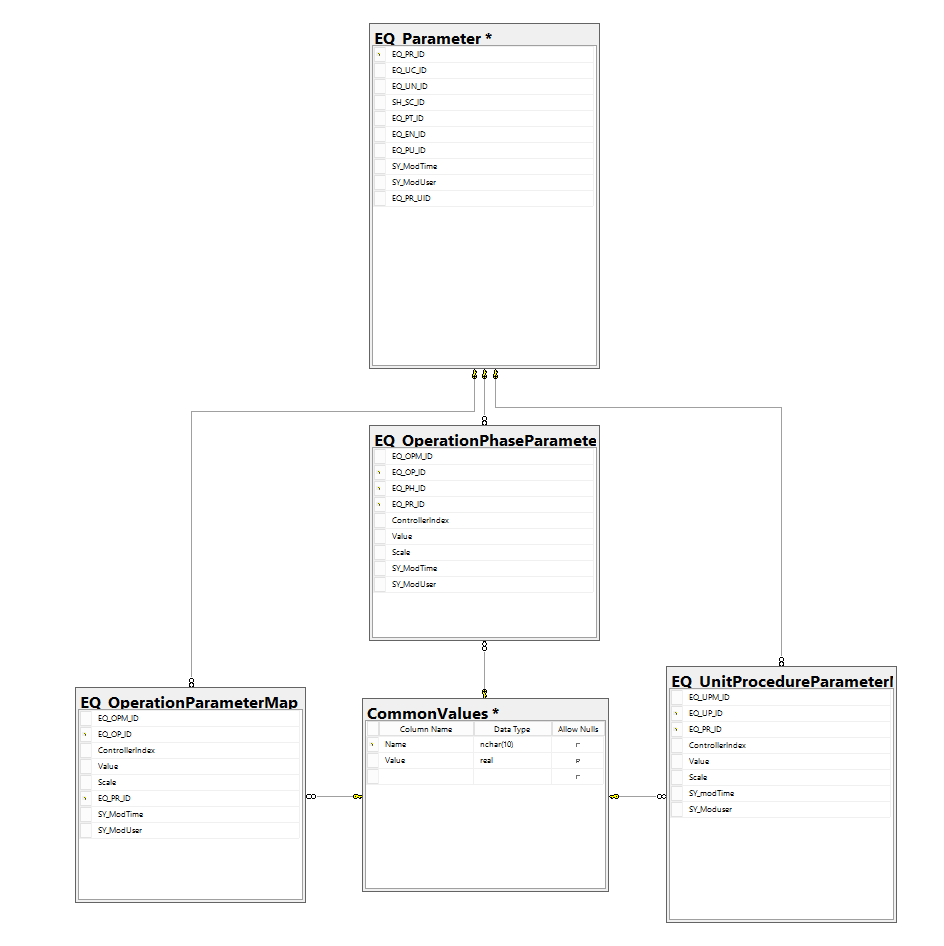 EQ_Parameter *
EQ_PR_ID
EQ_UC_ID
EQ_UN_ID
SH_SC_ID
EQ_PT_ID
EQ_EN_ID
EQ_PU_ID
SY_ModTime
SY_ModUser
EQ_PR_UID
EQ_OperationPhaseParamete
EQ_OPM_ID
EQ_OP_ID
EQ_PH_ID
EQ_PR_ID
ControllerIndex
Value
Scale
SY_ModTime
SY_ModUser
EQ_OperationParameterMap
EQ_OPM_ID
EQ_OP_ID
ControllerIndex
Value
Scale
EQ_PR_ID
SY_ModTime
SY_ModUser
CommonValues *
Column Name Data Type Allow Nulls
Name nchar(10)
Value real
EQ_UnitProcedureParameter
EQ_UPM_ID
EQ_UP_ID
EQ_PR_ID
ControllerIndex
Value
Scale
SY_modTime
SY_Moduser